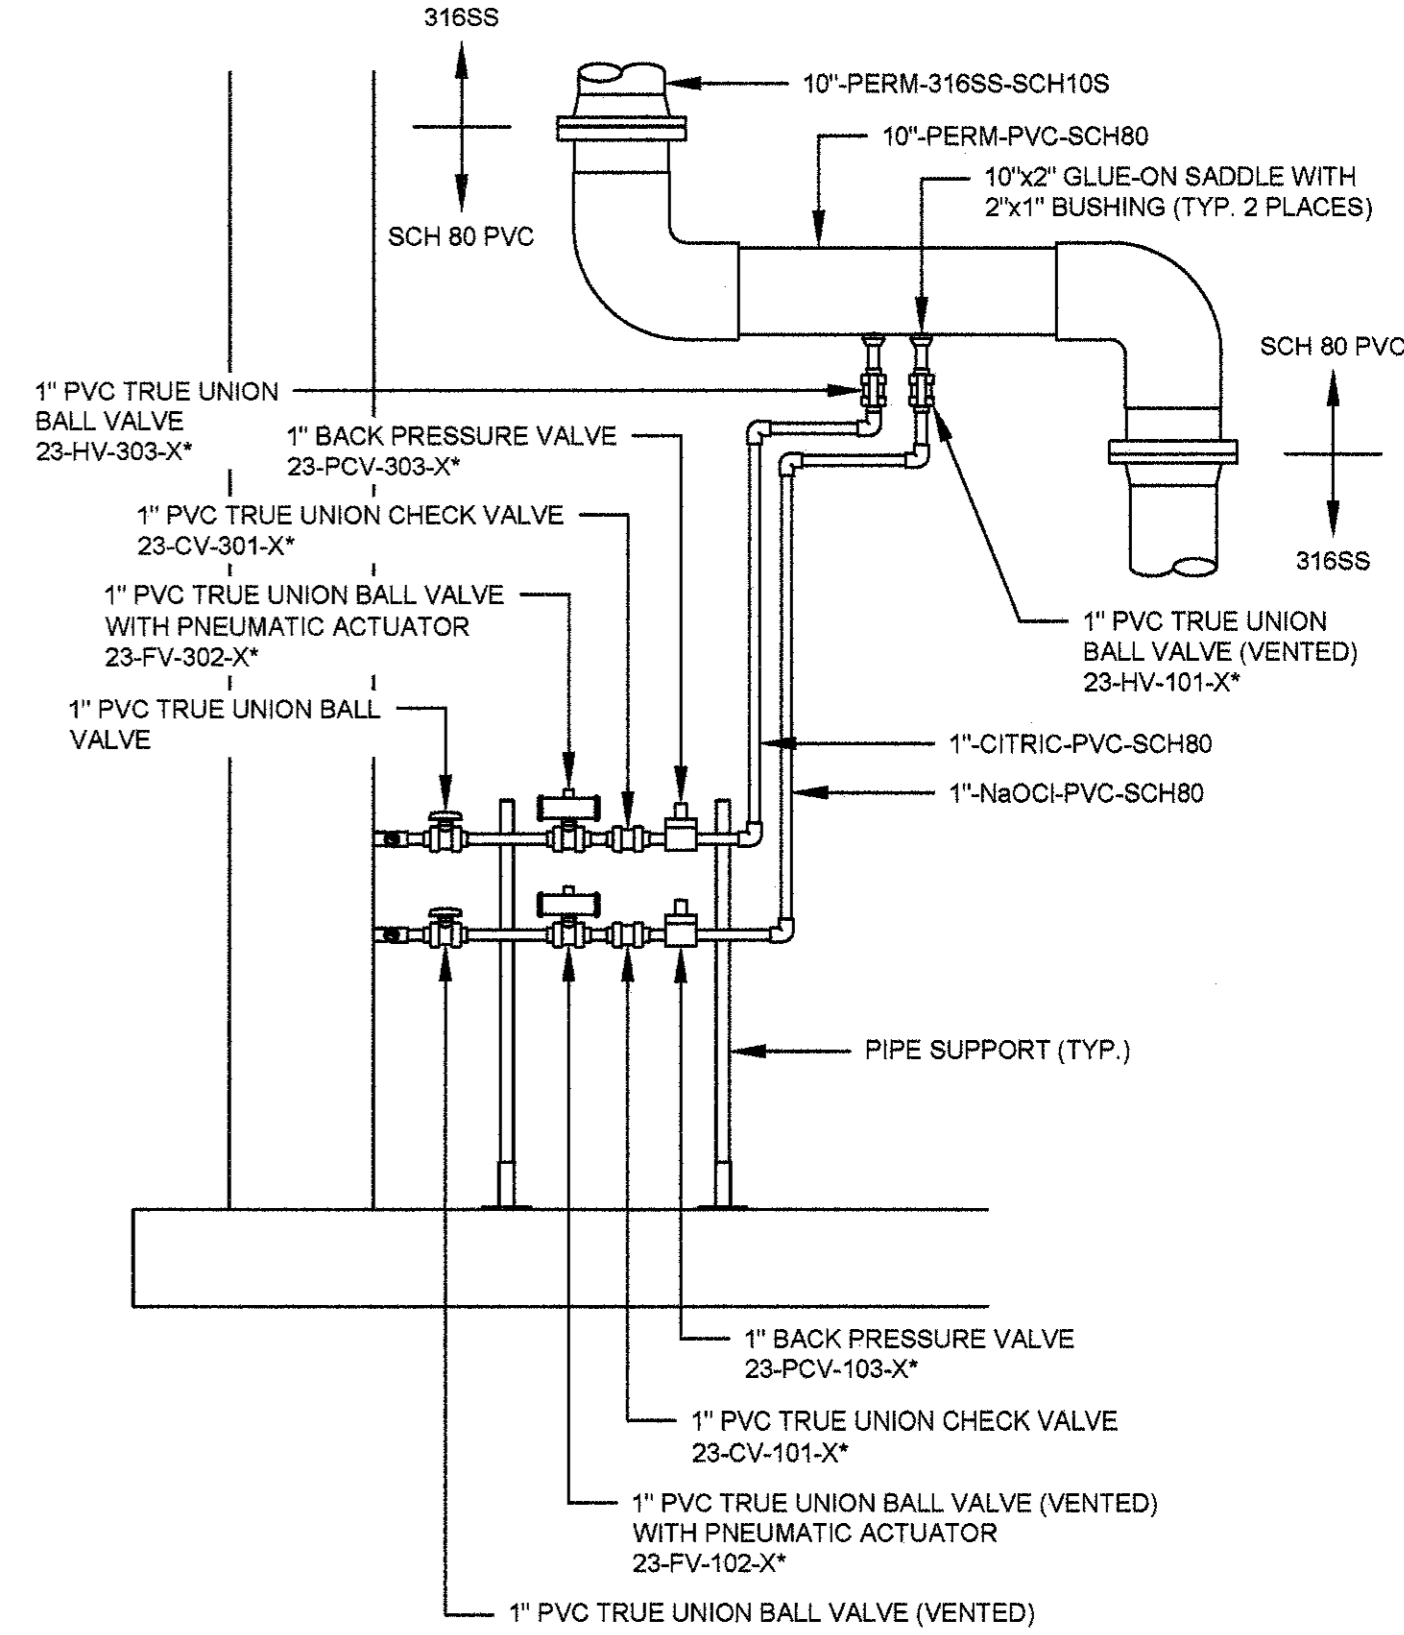 316SS
10"-PERM-316SS-SCH10S
10"-PERM-PVC-SCH80
10"x2" GLUE-ON SADDLE WITH
2"x1" BUSHING (TYP. 2 PLACES)
SCH 80 PVC
SCH 80 PVC
316SS
1" PVC TRUE UNION
BALL VALVE
23-HV-303-X*
1" BACK PRESSURE VALVE
23-PCV-303-X*
1" PVC TRUE UNION CHECK VALVE
23-CV-301-X*
1" PVC TRUE UNION BALL VALVE
WITH PNEUMATIC ACTUATOR
23-FV-302-X*
1" PVC TRUE UNION BALL
VALVE
1" PVC TRUE UNION
BALL VALVE (VENTED)
23-HV-101-X*
1"-CITRIC-PVC-SCH80
1"-NaOCl-PVC-SCH80
PIPE SUPPORT (TYP.)
1" BACK PRESSURE VALVE
23-PCV-103-X*
1" PVC TRUE UNION CHECK VALVE
23-CV-101-X*
1" PVC TRUE UNION BALL VALVE (VENTED)
WITH PNEUMATIC ACTUATOR
23-FV-102-X*
1" PVC TRUE UNION BALL VALVE (VENTED)